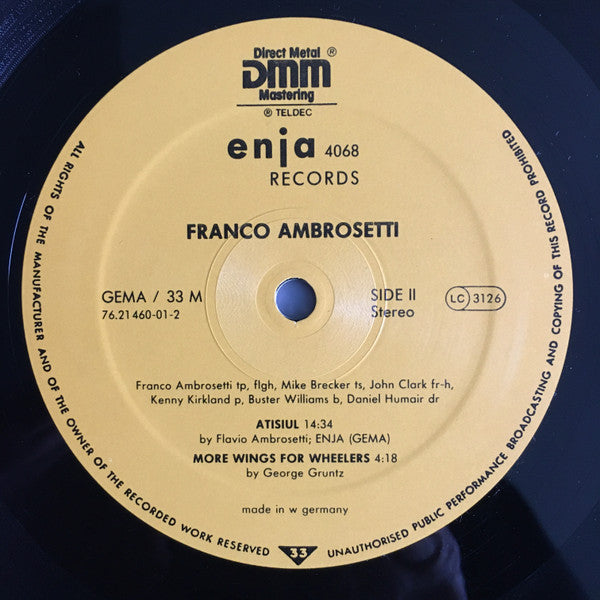 Direct Metal ®
DMM
Mastering
℗ TELDEC
enja 4068
RECORDS
FRANCO AMBROSETTI
GEMA / 33 M
76.21460-01-2
SIDE II
Stereo
LC 3126
Franco Ambrosetti tp, flgh, Mike Brecker ts, John Clark fr-h,
Kenny Kirkland p, Buster Williams b, Daniel Humair dr
ATISIUL 14:34
by Flavio Ambrosetti; ENJA (GEMA)
MORE WINGS FOR WHEELERS 4:18
by George Gruntz
made in w germany
ALL RIGHTS OF THE MANUFACTURER AND OF THE OWNER OF THE RECORDED WORK RESERVED
33
UNAUTHORISED PUBLIC PERFORMANCE BROADCASTING AND COPYING OF THIS RECORD PROHIBITED